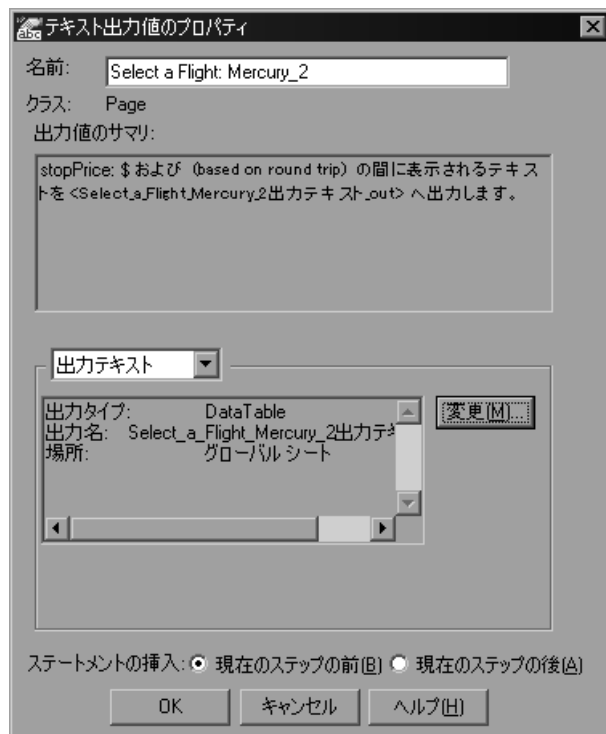 abc テキスト出力値のプロパティ
名前: Select a Flight: Mercury_2
クラス: Page
出力値のサマリ:
stopPrice: $ および (based on round trip) の間に表示されるテキス
トを <Select_a_Flight_Mercury_2出力テキスト_out> へ出力します。
出力テキスト
出力タイプ: DataTable
出力名: Select_a_Flight_Mercury_2出力テキ
場所: グローバル シート
変更(M)...
ステートメントの挿入: 現在のステップの前(B) 現在のステップの後(A)
OK キャンセル ヘルプ(H)